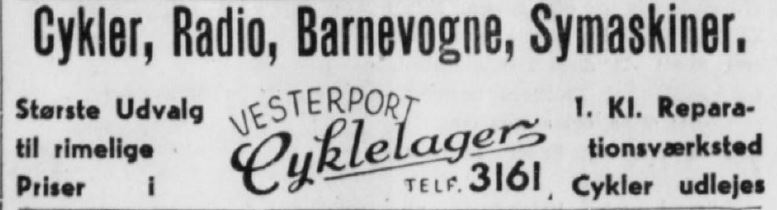 Cykler, Radio, Barnevogne, Symaskiner.
Største Udvalg
til rimelige
Priser i
VESTERPORT
Cyklelager
TELF. 3161
1. Kl. Repara-
tionsværksted
Cykler udlejes